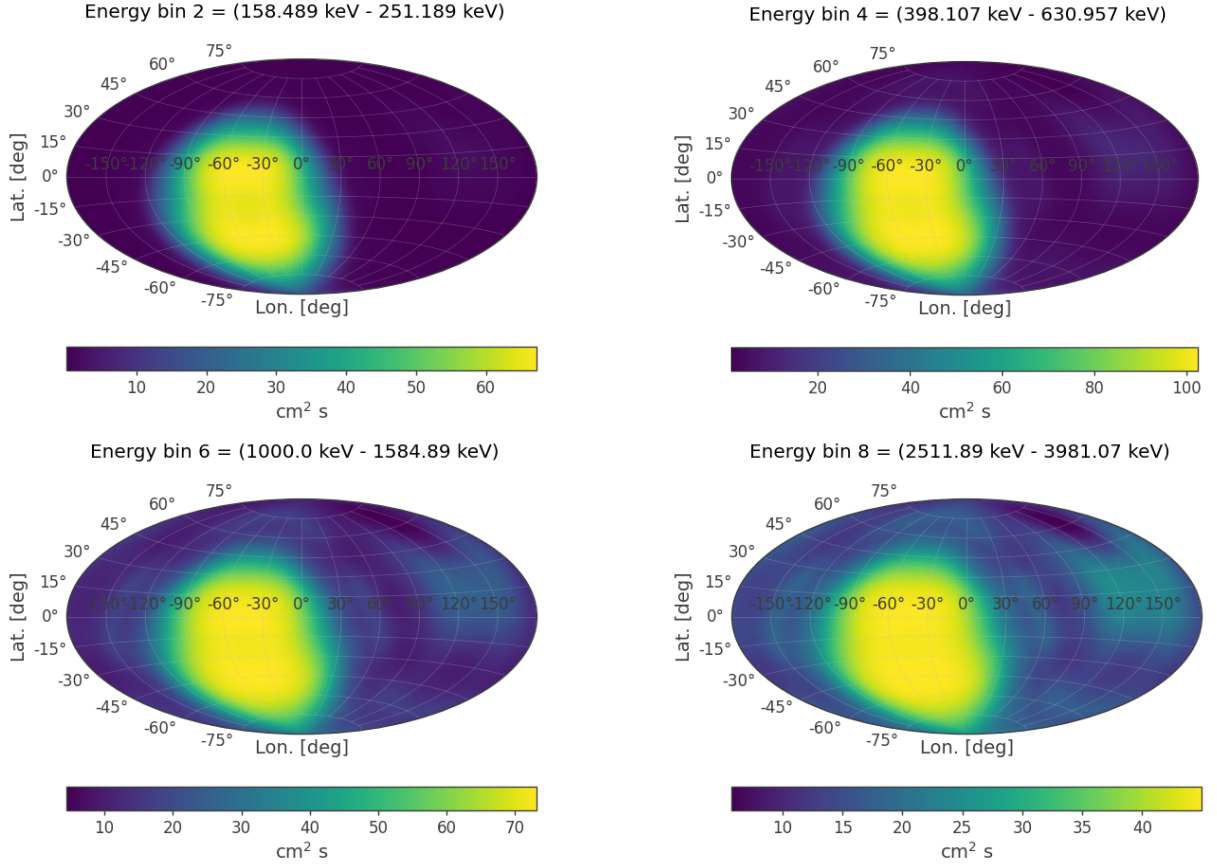 Energy bin 2 = (158.489 keV - 251.189 keV)
75°
60°
45°
30°
15°
0°
-15°
-30°
-45°
-60°
-75°
-150° -120° -90° -60° -30° 0° 30° 60° 90° 120° 150°
Lat. [deg]
Lon. [deg]
10 20 30 40 50 60
cm² s
Energy bin 4 = (398.107 keV - 630.957 keV)
75°
60°
45°
30°
15°
0°
-15°
-30°
-45°
-60°
-75°
-150° -120° -90° -60° -30° 0° 30° 60° 90° 120° 150°
Lat. [deg]
Lon. [deg]
20 40 60 80 100
cm² s
Energy bin 6 = (1000.0 keV - 1584.89 keV)
75°
60°
45°
30°
15°
0°
-15°
-30°
-45°
-60°
-75°
-150° -120° -90° -60° -30° 0° 30° 60° 90° 120° 150°
Lat. [deg]
Lon. [deg]
10 20 30 40 50 60 70
cm² s
Energy bin 8 = (2511.89 keV - 3981.07 keV)
75°
60°
45°
30°
15°
0°
-15°
-30°
-45°
-60°
-75°
-150° -120° -90° -60° -30° 0° 30° 60° 90° 120° 150°
Lat. [deg]
Lon. [deg]
10 15 20 25 30 35 40
cm² s